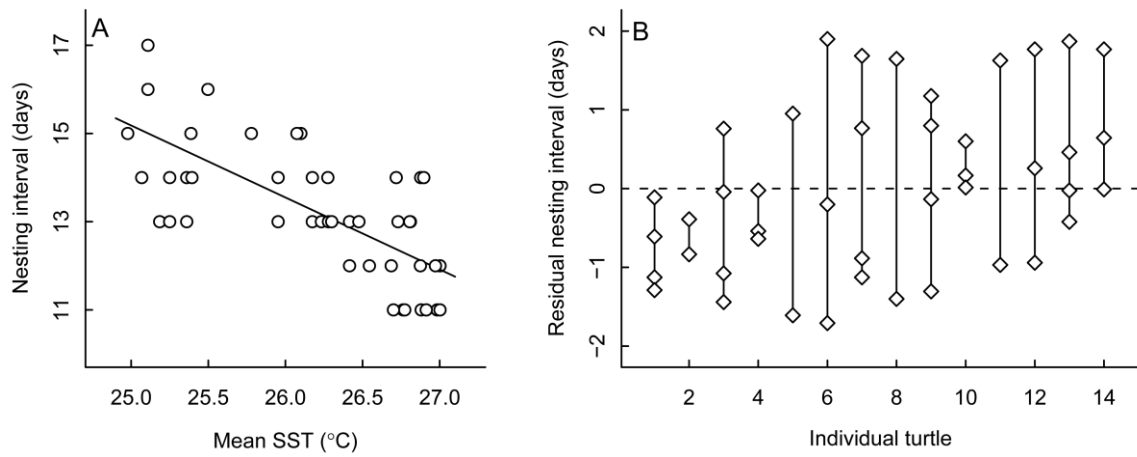 A
Nesting interval (days)
17
15
13
11
25.0 25.5 26.0 26.5 27.0
Mean SST (°C)
B
Residual nesting interval (days)
2
1
0
−1
−2
2 4 6 8 10 12 14
Individual turtle